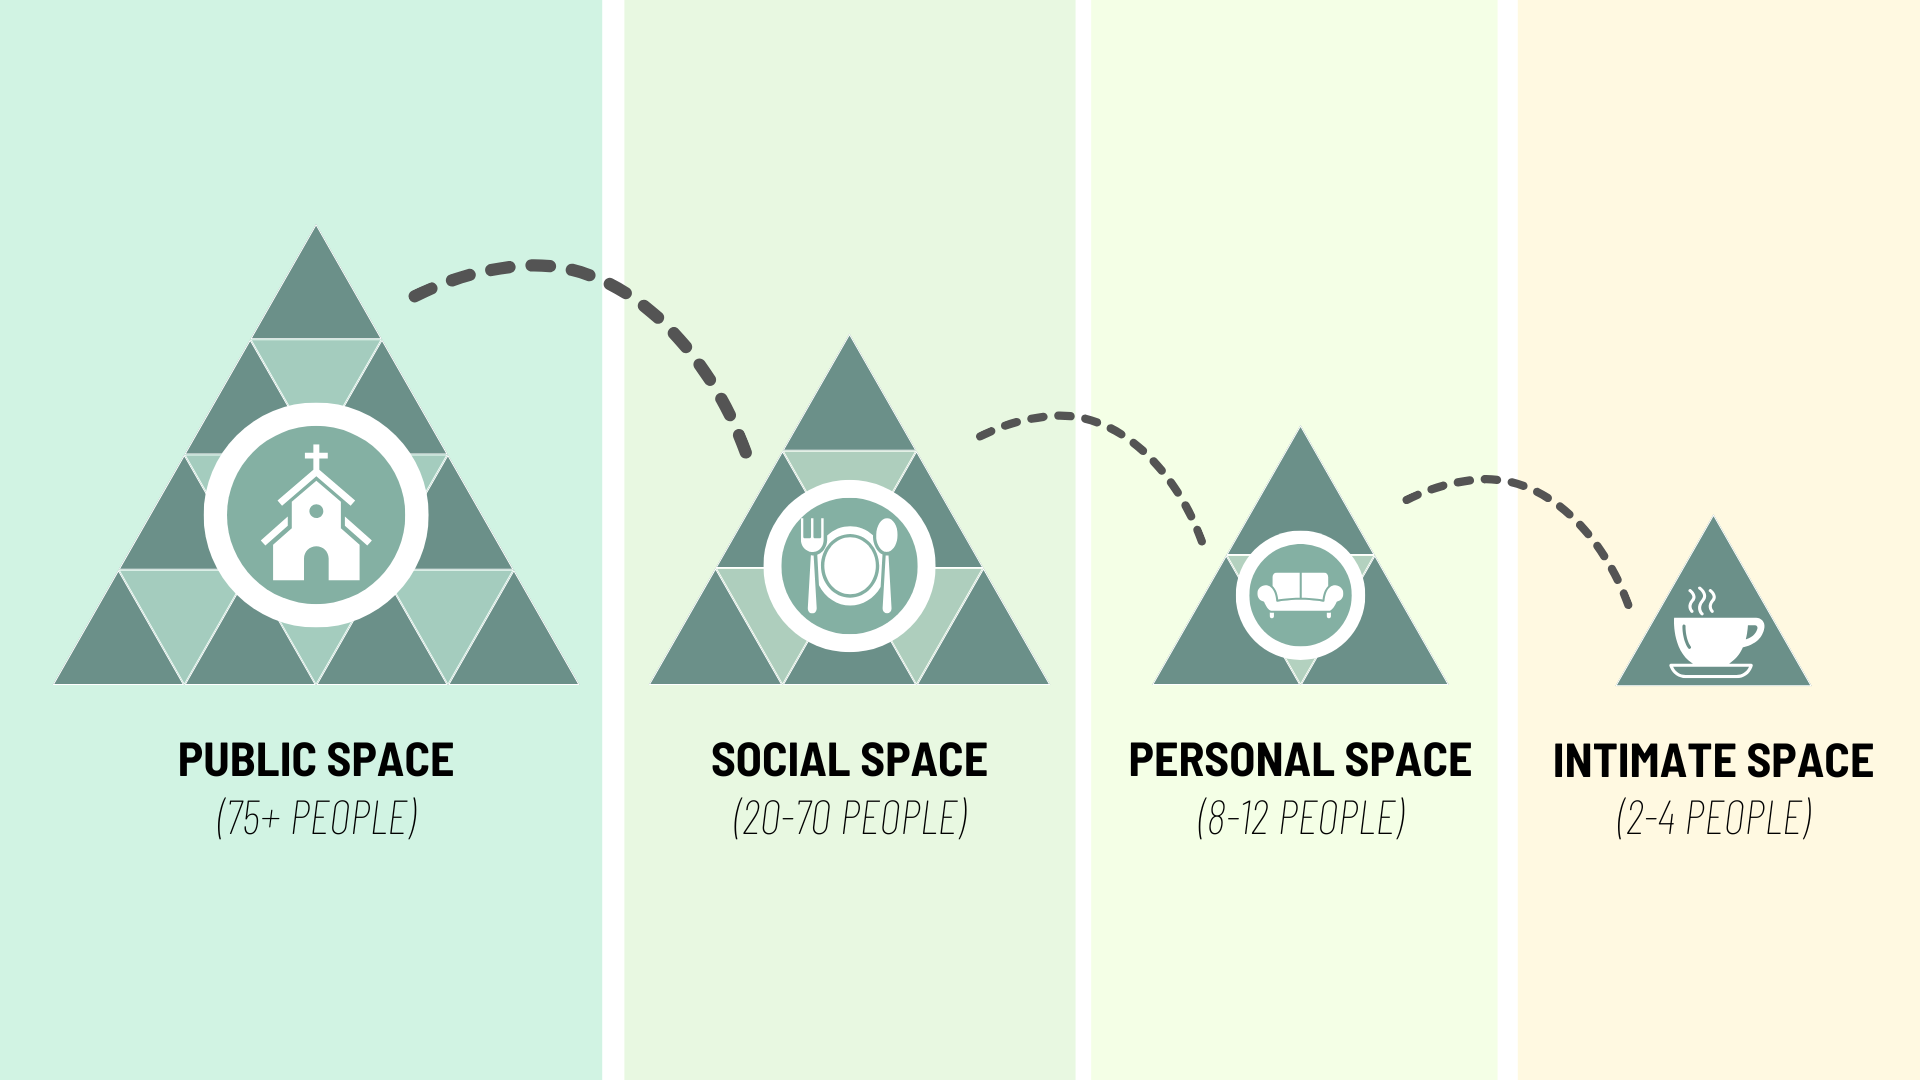 PUBLIC SPACE
(75+ PEOPLE)
SOCIAL SPACE
(20-70 PEOPLE)
PERSONAL SPACE
(8-12 PEOPLE)
INTIMATE SPACE
(2-4 PEOPLE)